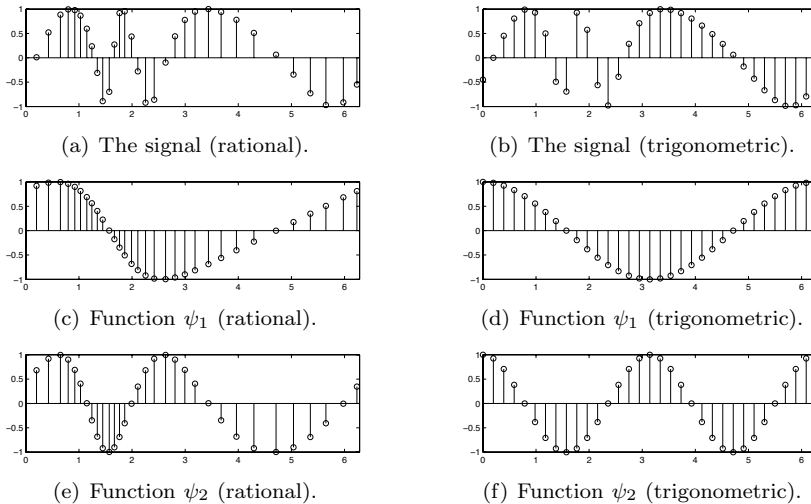 1
0.5
0
−0.5
−1
0 1 2 3 4 5 6
(a) The signal (rational).
1
0.5
0
−0.5
−1
0 1 2 3 4 5 6
(b) The signal (trigonometric).
1
0.5
0
−0.5
−1
0 1 2 3 4 5 6
(c) Function ψ₁ (rational).
1
0.5
0
−0.5
−1
0 1 2 3 4 5 6
(d) Function ψ₁ (trigonometric).
1
0.5
0
−0.5
−1
0 1 2 3 4 5 6
(e) Function ψ₂ (rational).
1
0.5
0
−0.5
−1
0 1 2 3 4 5 6
(f) Function ψ₂ (trigonometric).